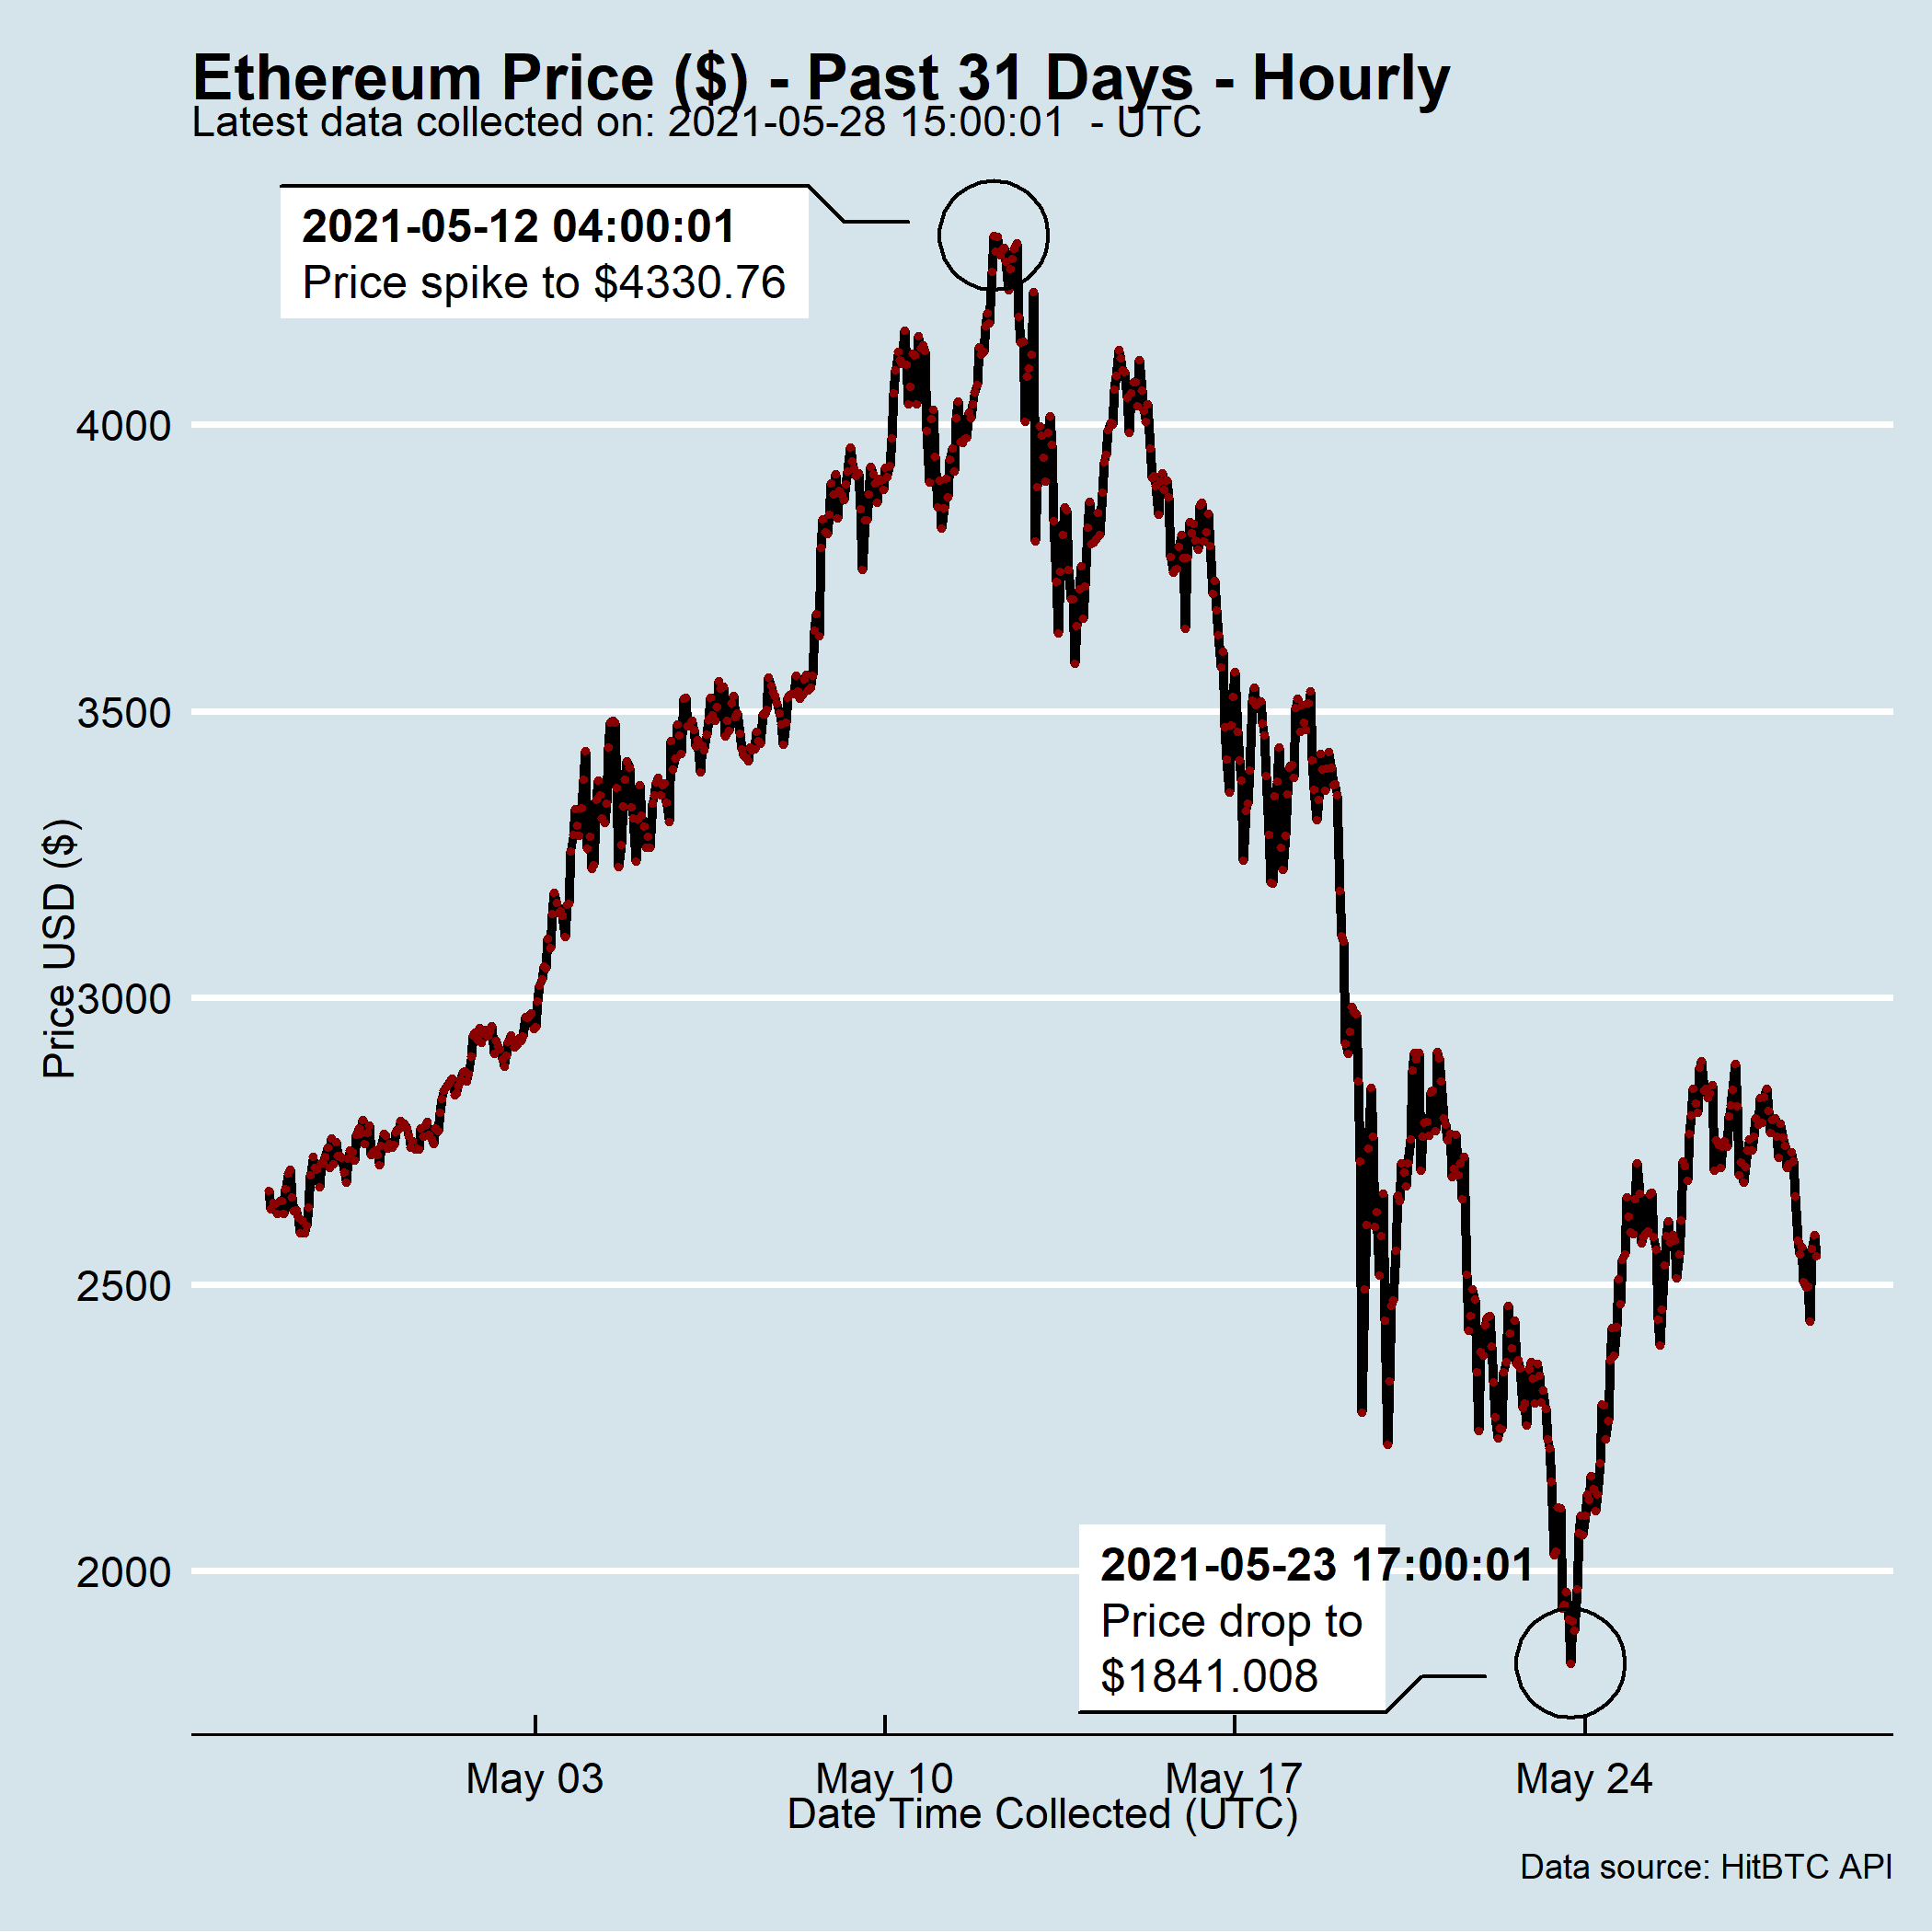 Ethereum Price ($) - Past 31 Days - Hourly
Latest data collected on: 2021-05-28 15:00:01  - UTC
2021-05-12 04:00:01
Price spike to $4330.76
4000
3500
3000
2500
2000
Price USD ($)
2021-05-23 17:00:01
Price drop to
$1841.008
May 03
May 10
May 17
May 24
Date Time Collected (UTC)
Data source: HitBTC API